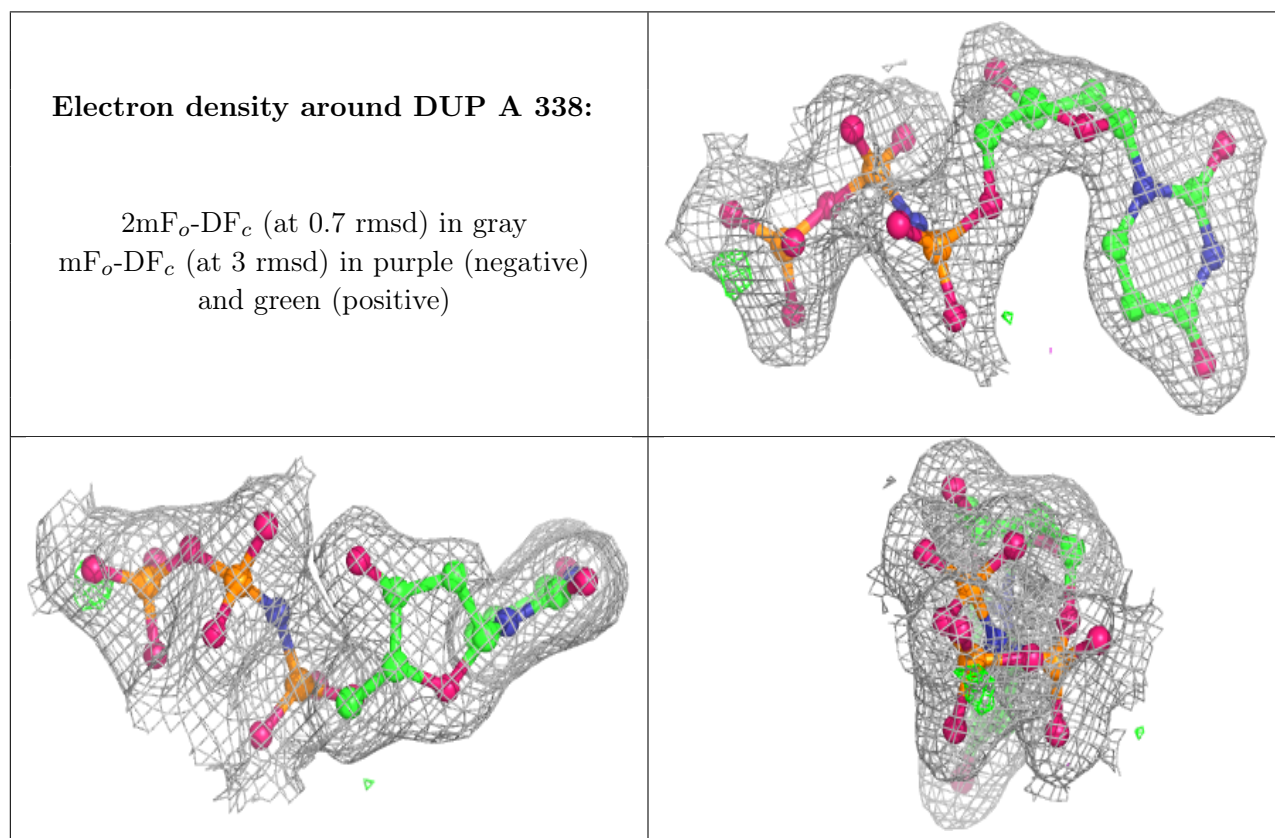 Electron density around DUP A 338:
2mFo-DFc (at 0.7 rmsd) in gray
mFo-DFc (at 3 rmsd) in purple (negative)
and green (positive)